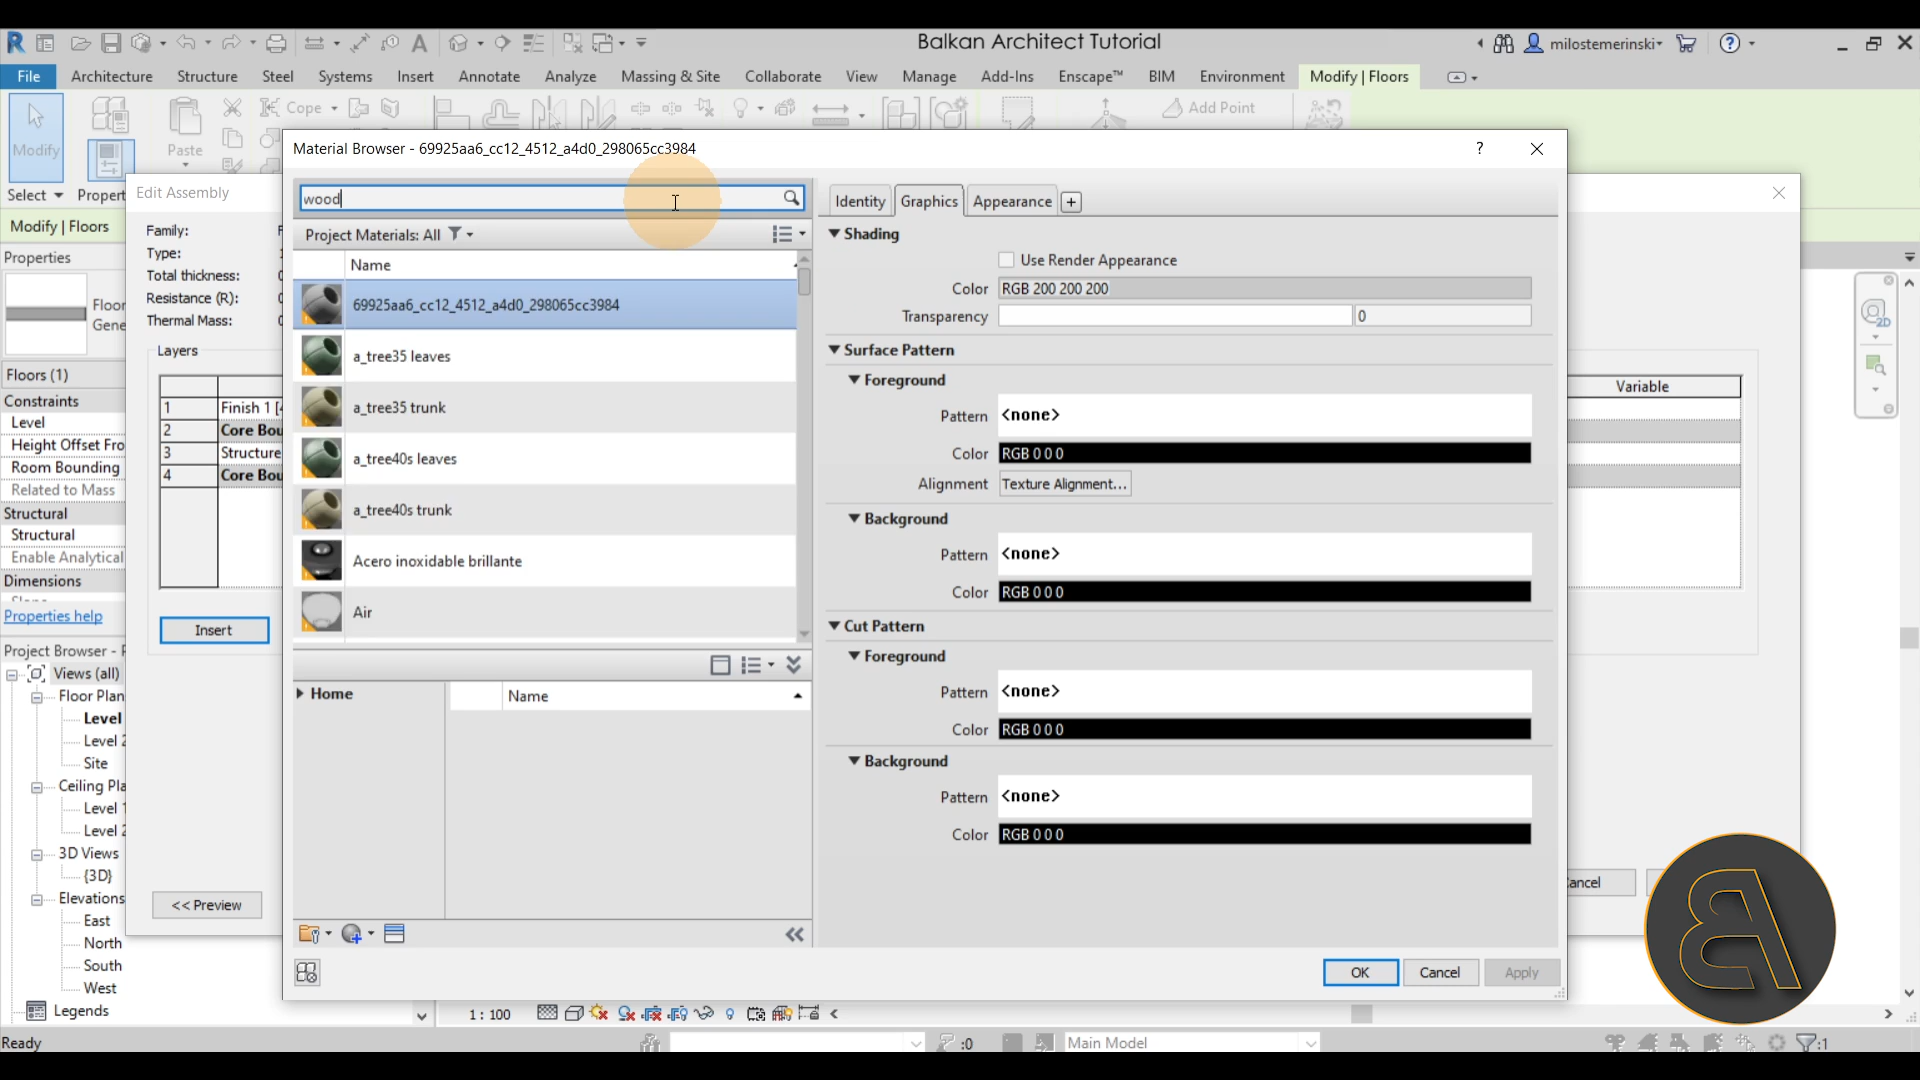 Balkan Architect Tutorial
milostemerinski
File Architecture Structure Steel Systems Insert Annotate Analyze Massing & Site Collaborate View Manage Add-Ins Enscape™ BIM Environment Modify | Floors
Modify
Paste
Cope
Add Point
Select Propert
Modify | Floors
Properties
Floor
Gene
Floors (1)
Constraints
Level
Height Offset Fro
Room Bounding
Related to Mass
Structural
Structural
Enable Analytical
Dimensions
Properties help
Project Browser -
Views (all)
Floor Plan
Level
Level 2
Site
Ceiling Pla
Level 1
Level 2
3D Views
{3D}
Elevations
East
North
South
West
Legends
Edit Assembly
Family:
Type:
Total thickness:
Resistance (R):
Thermal Mass:
Layers
1 Finish 1 [4
2 Core Bou
3 Structure
4 Core Bou
Insert
<< Preview
Variable
ancel
Material Browser - 69925aa6_cc12_4512_a4d0_298065cc3984
?
wood
Project Materials: All
Name
69925aa6_cc12_4512_a4d0_298065cc3984
a_tree35 leaves
a_tree35 trunk
a_tree40s leaves
a_tree40s trunk
Acero inoxidable brillante
Air
Home
Name
Identity Graphics Appearance
Shading
Use Render Appearance
Color RGB 200 200 200
Transparency 0
Surface Pattern
Foreground
Pattern <none>
Color RGB 0 0 0
Alignment Texture Alignment...
Background
Pattern <none>
Color RGB 0 0 0
Cut Pattern
Foreground
Pattern <none>
Color RGB 0 0 0
Background
Pattern <none>
Color RGB 0 0 0
OK Cancel Apply
2D
1 : 100
Ready
:0
Main Model
:1